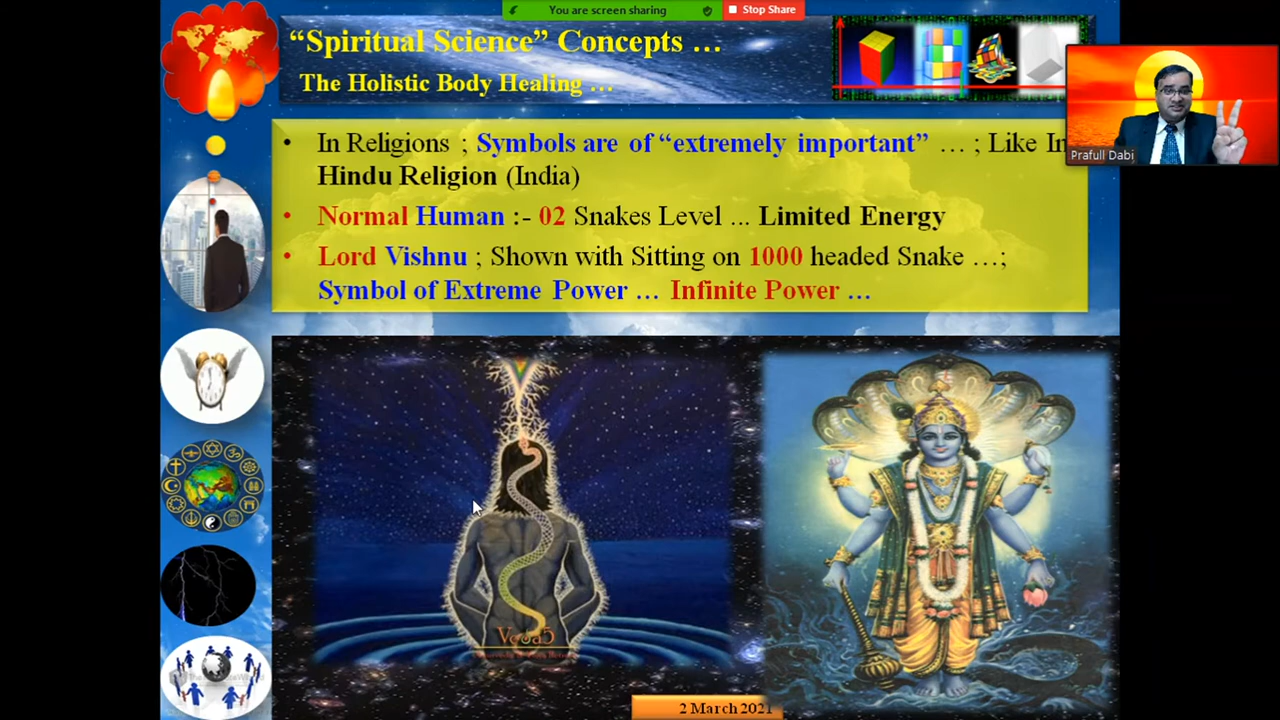 You are screen sharing
Stop Share
“Spiritual Science” Concepts …
The Holistic Body Healing …
Prafull Dabi
• In Religions ; Symbols are of “extremely important” … ; Like In
Hindu Religion (India)
• Normal Human :- 02 Snakes Level ... Limited Energy
• Lord Vishnu ; Shown with Sitting on 1000 headed Snake …;
Symbol of Extreme Power … Infinite Power …
2 March 2021